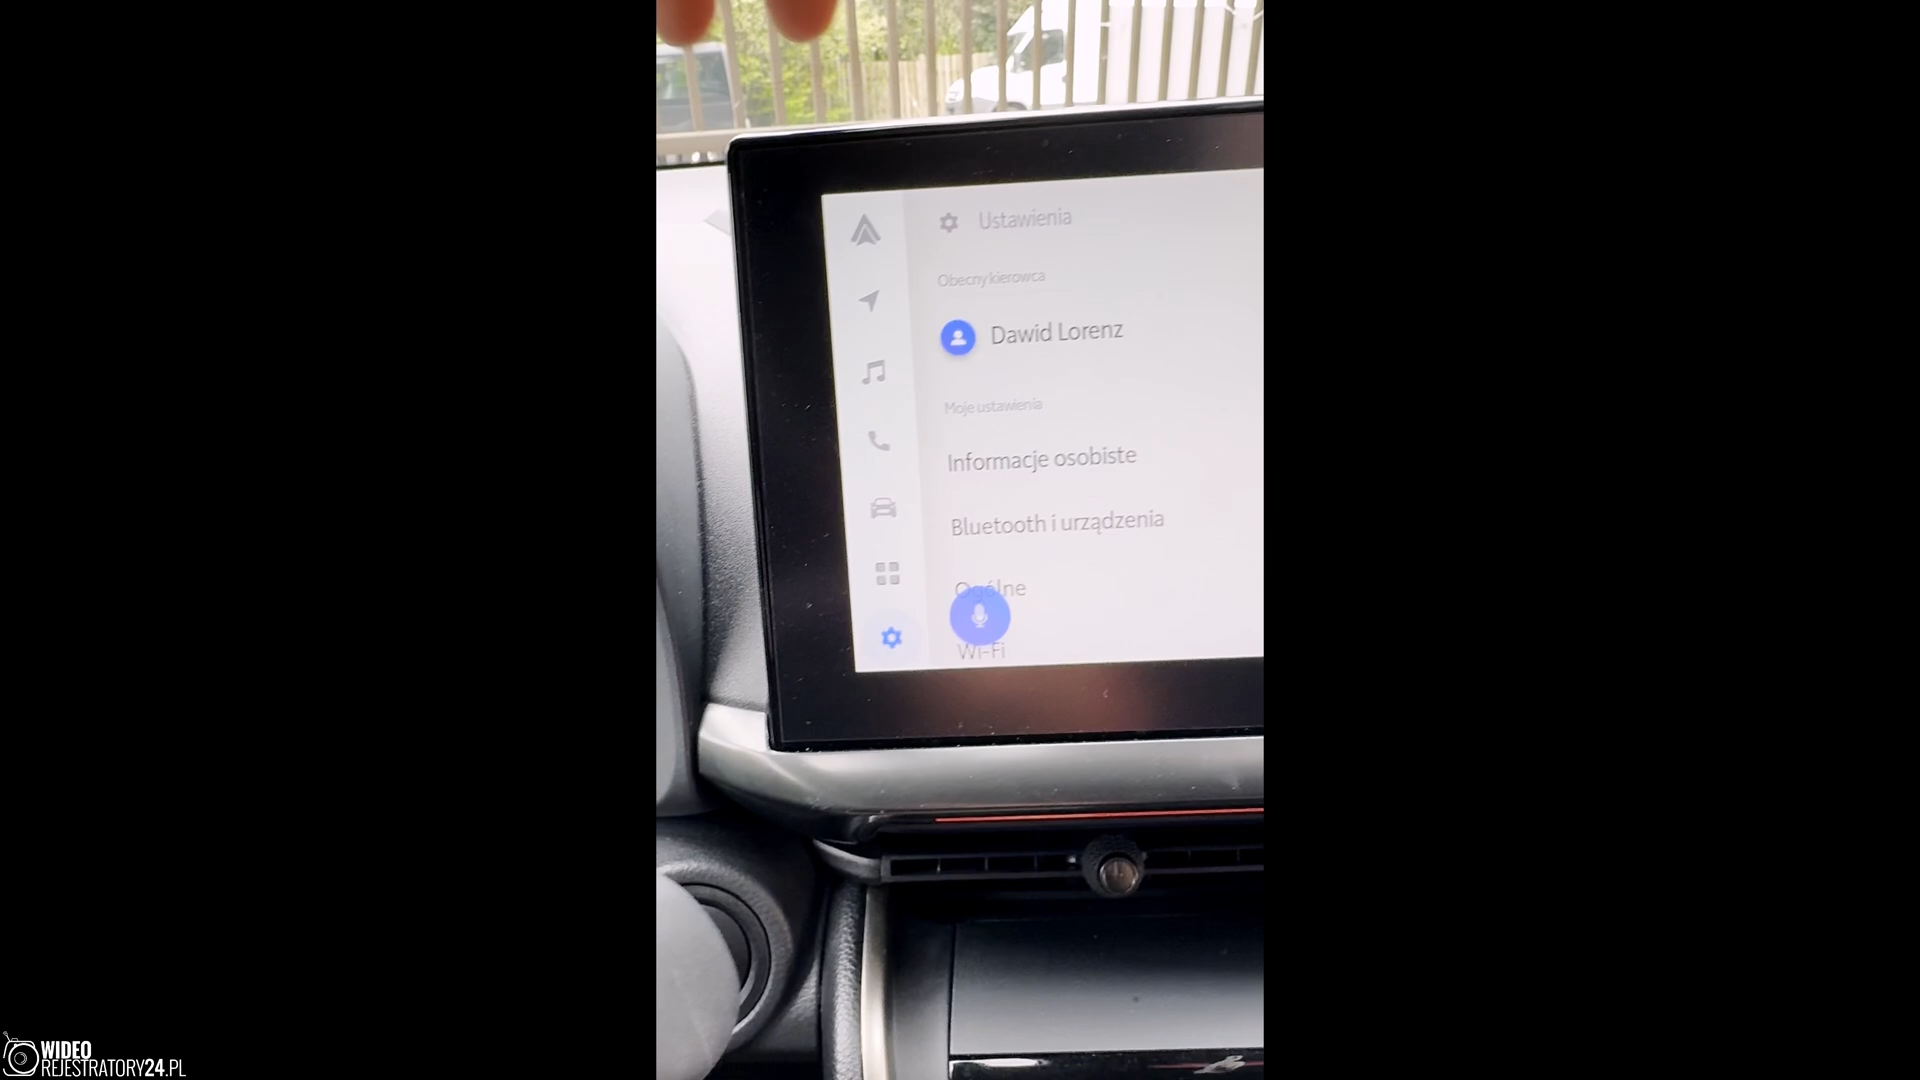 Ustawienia
Obecny kierowca
Dawid Lorenz
Moje ustawienia
Informacje osobiste
Bluetooth i urządzenia
Ogólne
Wi-Fi
WIDEO
REJESTRATORY24.PL